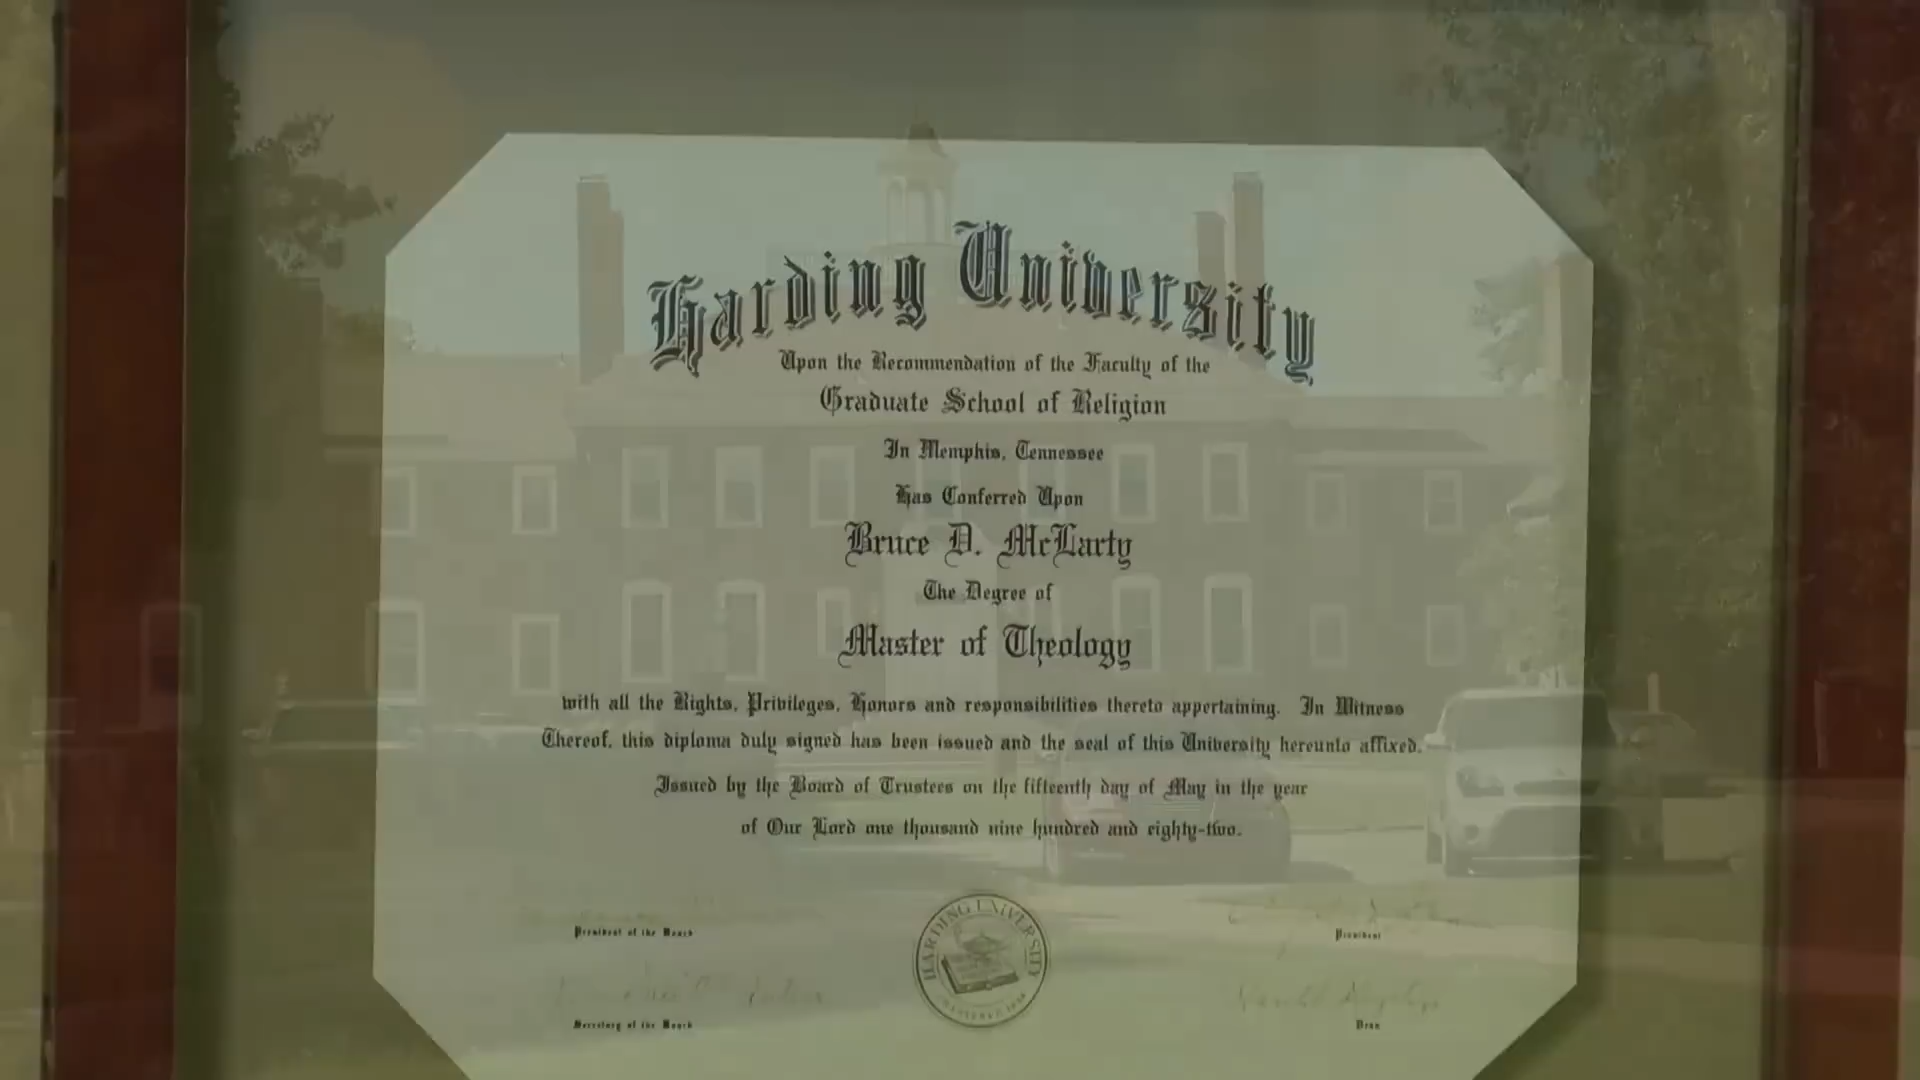 Harding University
Upon the Recommendation of the Faculty of the
Graduate School of Religion
In Memphis, Tennessee
Has Conferred Upon
Bruce D. McLarty
The Degree of
Master of Theology
with all the Rights, Privileges, Honors and responsibilities thereto appertaining. In Witness
Thereof, this diploma duly signed has been issued and the seal of this University hereunto affixed.
Issued by the Board of Trustees on the fifteenth day of May in the year
of Our Lord one thousand nine hundred and eighty-two.
HARDING UNIVERSITY
President of the Board
President
Secretary of the Board
Dean